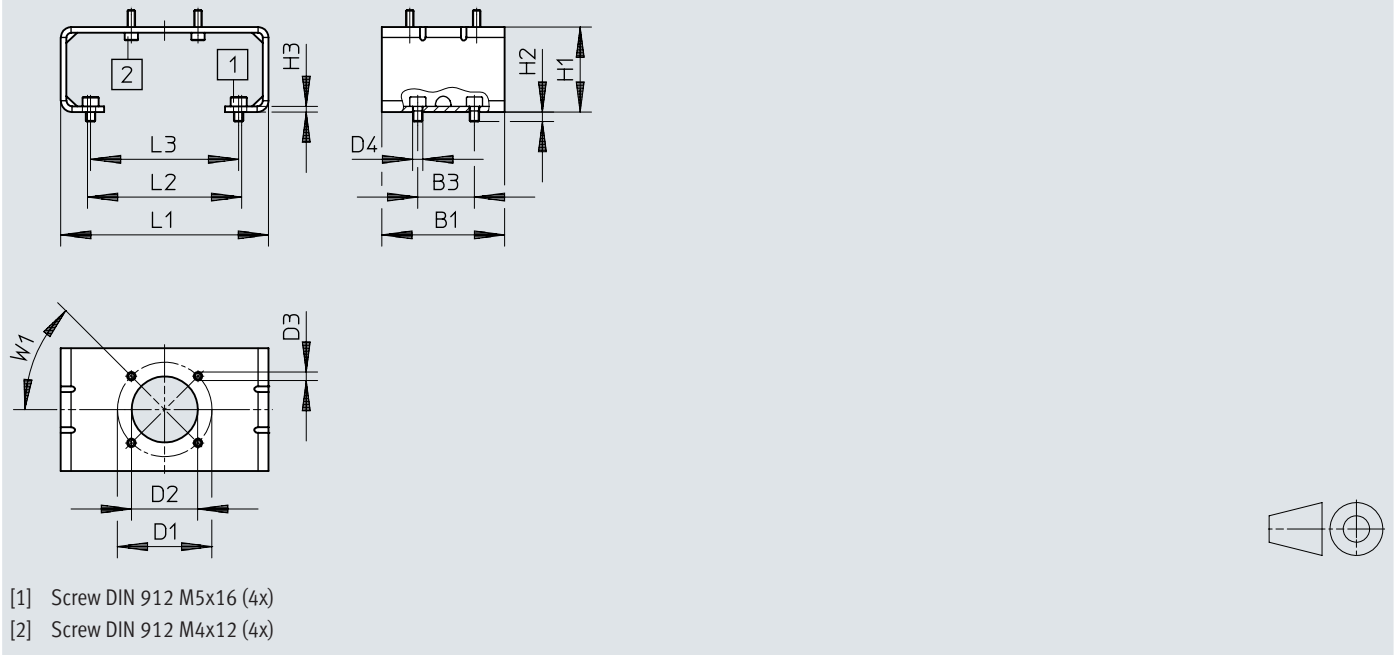 2
1
H3
L3
L2
L1
H2
H1
D4
B3
B1
W1
D3
D2
D1
[1] Screw DIN 912 M5x16 (4x)
[2] Screw DIN 912 M4x12 (4x)